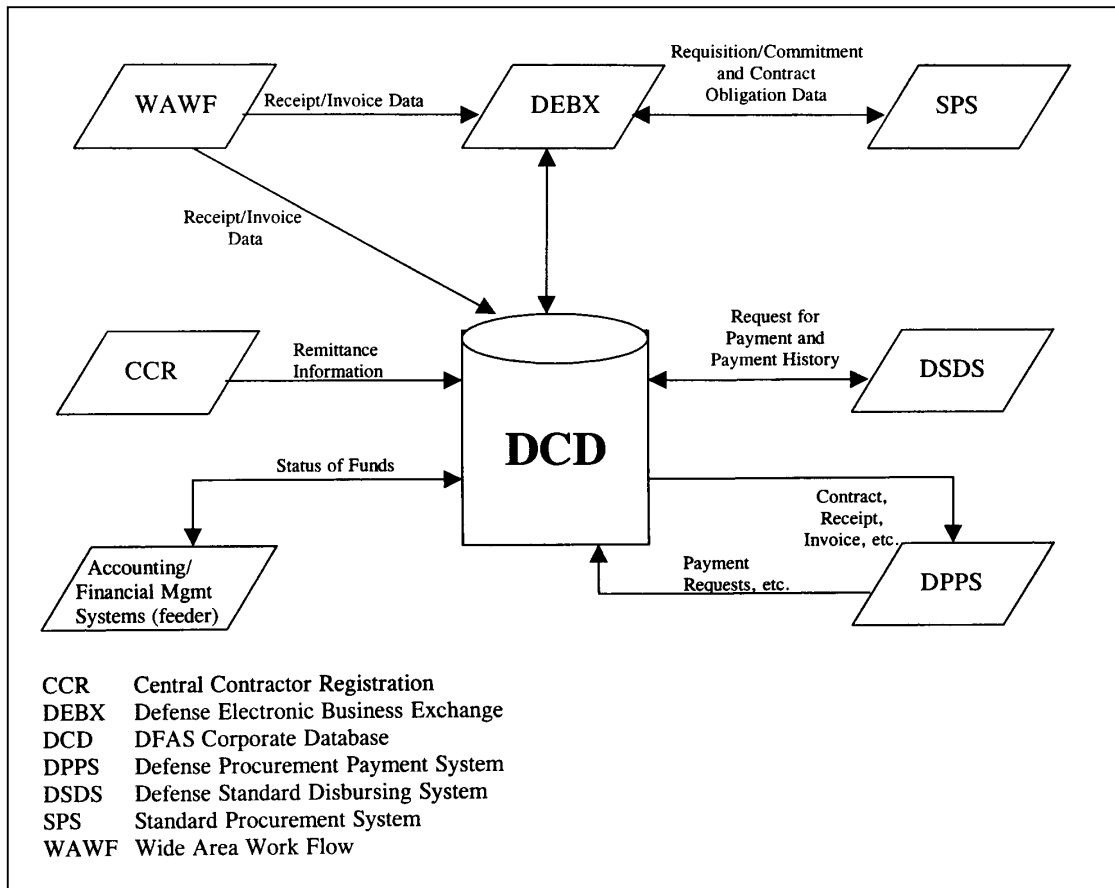 WAWF
Receipt/Invoice Data
DEBX
Requisition/Commitment
and Contract
Obligation Data
SPS
Receipt/Invoice
Data
CCR
Remittance
Information
DCD
Request for
Payment and
Payment History
DSDS
Status of Funds
Accounting/
Financial Mgmt
Systems (feeder)
Contract,
Receipt,
Invoice, etc.
Payment
Requests, etc.
DPPS
CCR Central Contractor Registration
DEBX Defense Electronic Business Exchange
DCD DFAS Corporate Database
DPPS Defense Procurement Payment System
DSDS Defense Standard Disbursing System
SPS Standard Procurement System
WAWF Wide Area Work Flow